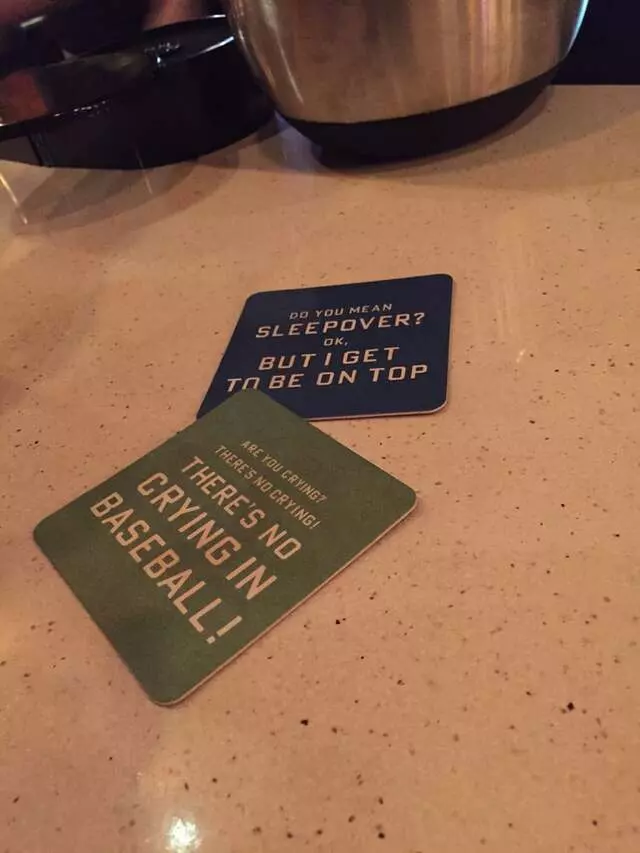 DO YOU MEAN
SLEEPOVER?
OK,
BUT I GET
TO BE ON TOP
ARE YOU CRYING?
THERE'S NO CRYING!
THERE'S NO
CRYING IN
BASEBALL!